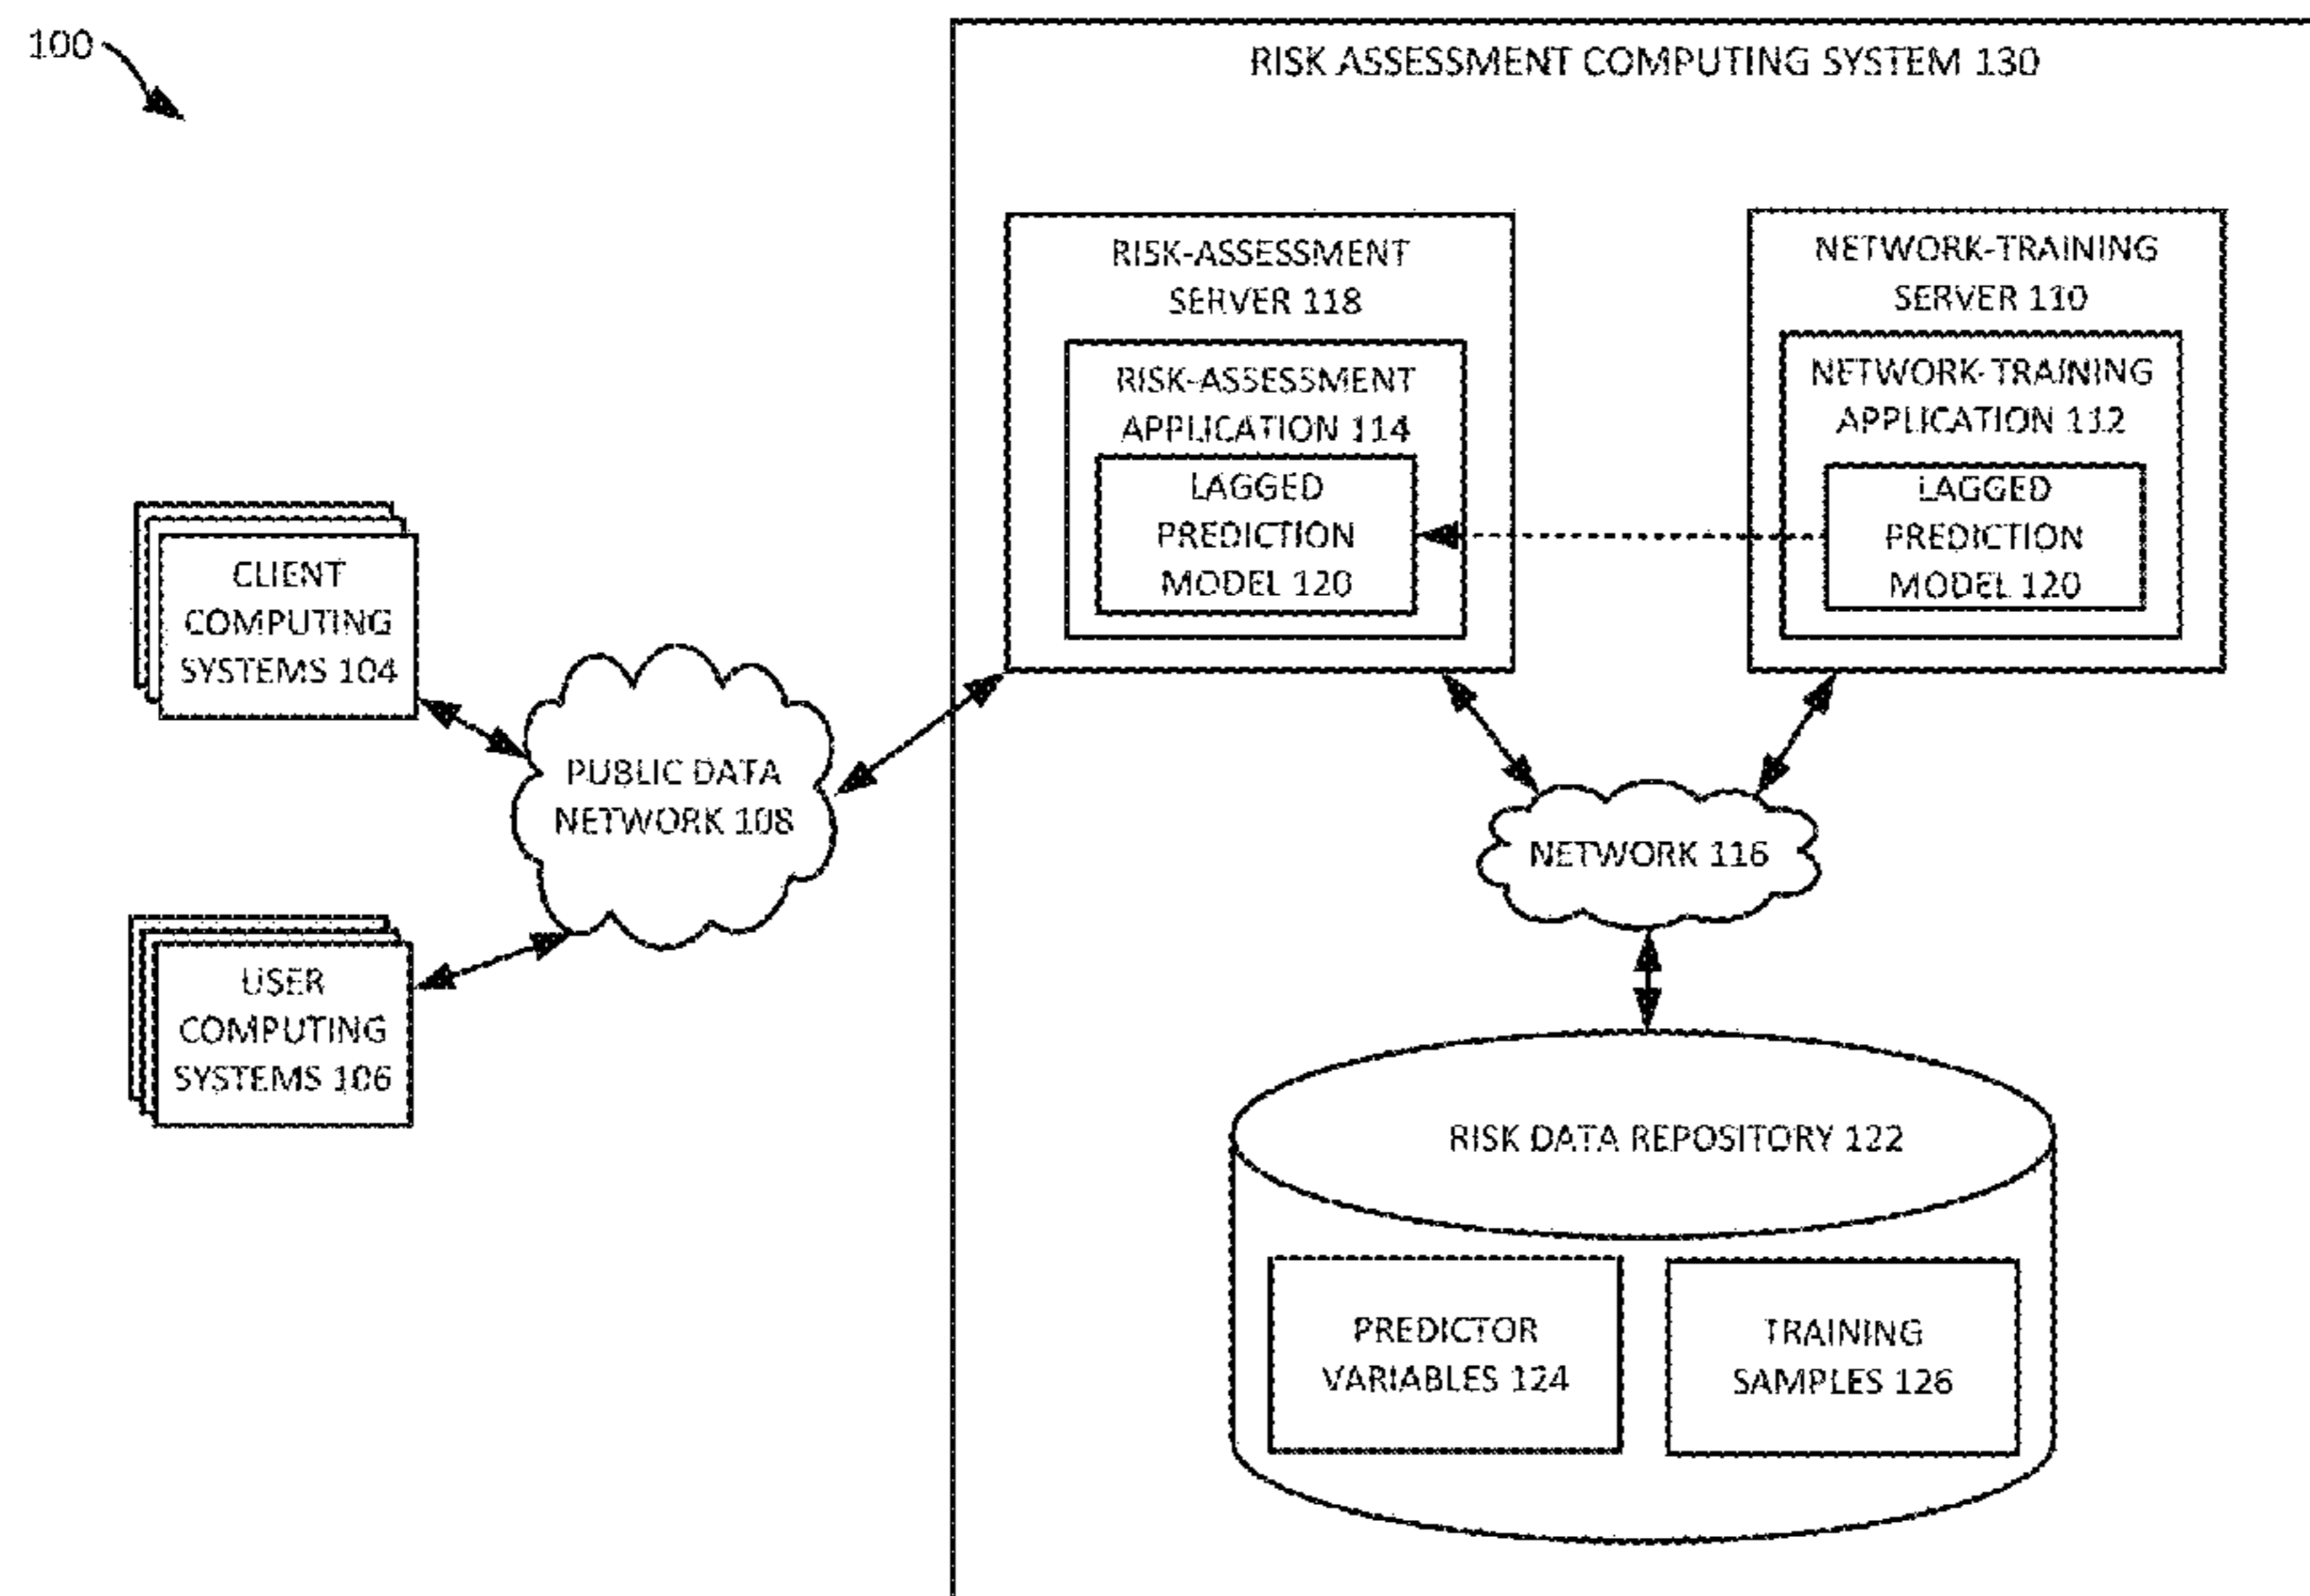 100
RISK ASSESSMENT COMPUTING SYSTEM 130
RISK-ASSESSMENT
SERVER 118
RISK-ASSESSMENT
APPLICATION 114
LAGGED
PREDICTION
MODEL 120
NETWORK-TRAINING
SERVER 110
NETWORK-TRAINING
APPLICATION 112
LAGGED
PREDICTION
MODEL 120
CLIENT
COMPUTING
SYSTEMS 104
PUBLIC DATA
NETWORK 108
NETWORK 116
USER
COMPUTING
SYSTEMS 106
RISK DATA REPOSITORY 122
PREDICTOR
VARIABLES 124
TRAINING
SAMPLES 126